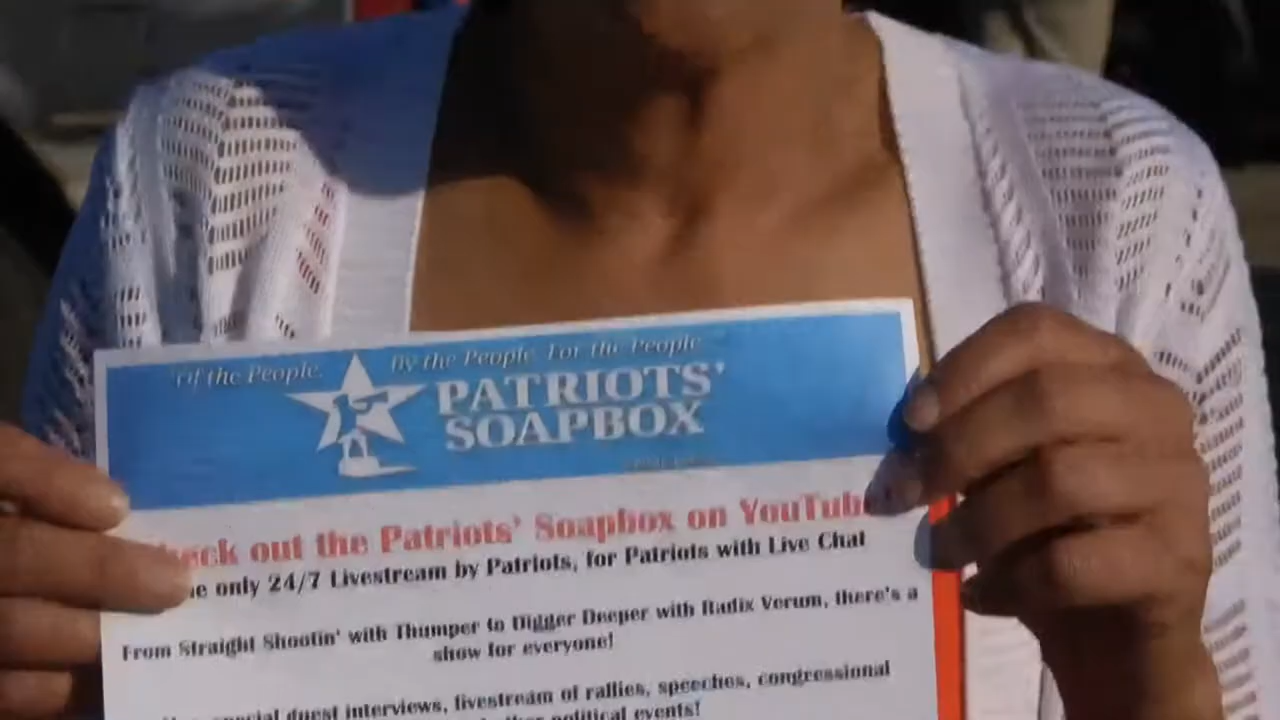 Of the People. By the People. For the People
PATRIOTS'
SOAPBOX
eck out the Patriots' Soapbox on YouTub
e only 24/7 Livestream by Patriots, for Patriots with Live Chat
From Straight Shootin' with Thumper to Digger Deeper with Radix Verum, there's a
show for everyone!
special guest interviews, livestream of rallies, speeches, congressional
other political events!